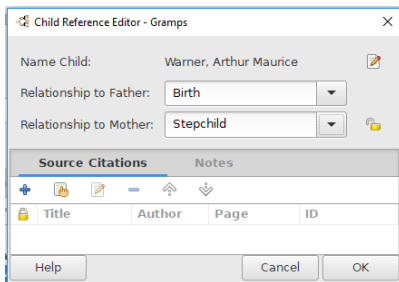 Child Reference Editor - Gramps
Name Child: Warner, Arthur Maurice
Relationship to Father: Birth
Relationship to Mother: Stepchild
Source Citations Notes
Title Author Page ID
Help Cancel OK